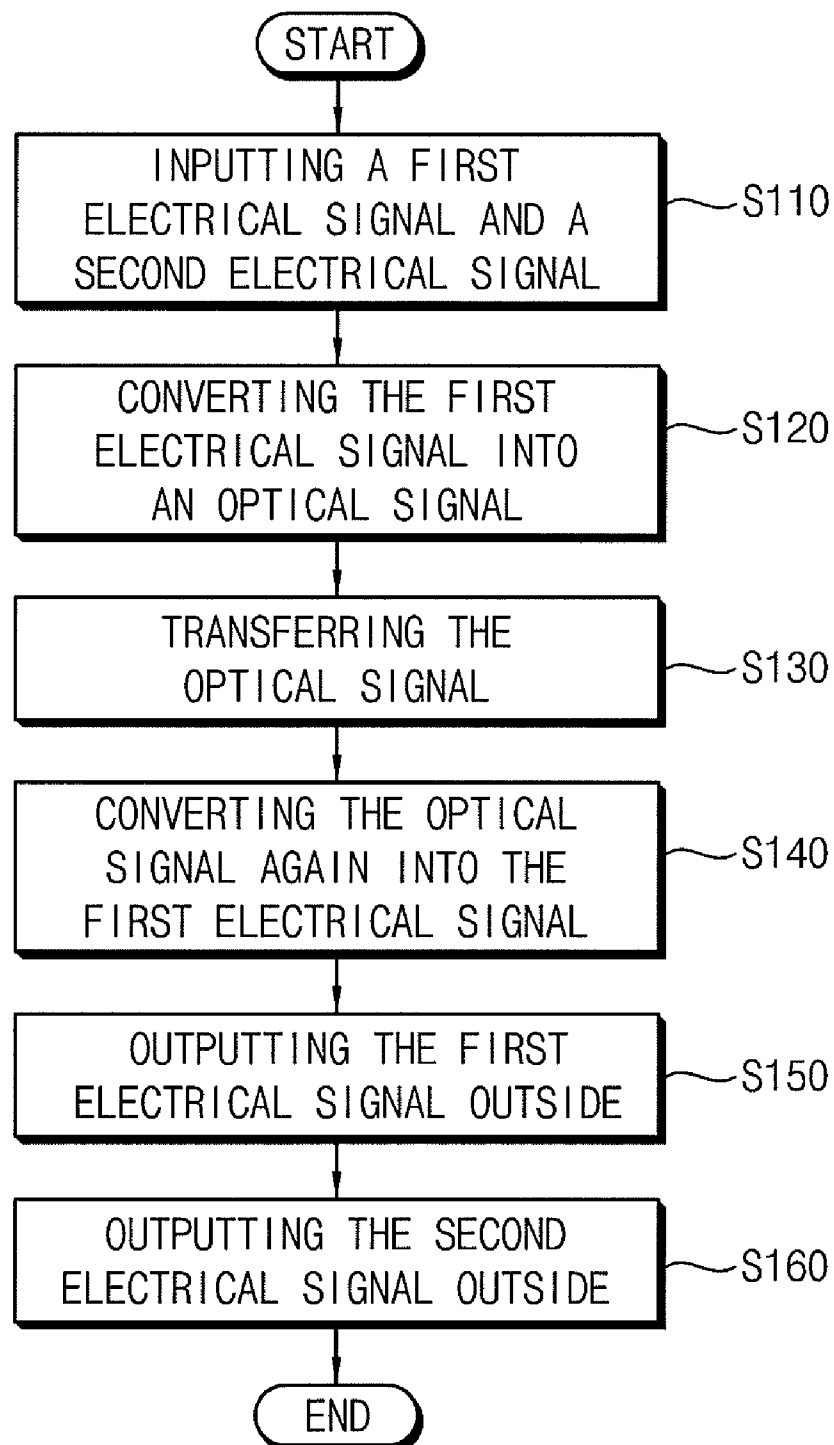 START
INPUTTING A FIRST
ELECTRICAL SIGNAL AND A
SECOND ELECTRICAL SIGNAL
S110
CONVERTING THE FIRST
ELECTRICAL SIGNAL INTO
AN OPTICAL SIGNAL
S120
TRANSFERRING THE
OPTICAL SIGNAL
S130
CONVERTING THE OPTICAL
SIGNAL AGAIN INTO THE
FIRST ELECTRICAL SIGNAL
S140
OUTPUTTING THE FIRST
ELECTRICAL SIGNAL OUTSIDE
S150
OUTPUTTING THE SECOND
ELECTRICAL SIGNAL OUTSIDE
S160
END